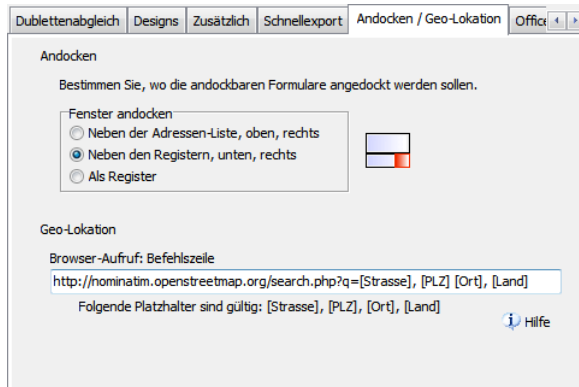 Dublettenabgleich Designs Zusätzlich Schnellexport Andocken / Geo-Lokation Office
Andocken
Bestimmen Sie, wo die andockbaren Formulare angedockt werden sollen.
Fenster andocken
Neben der Adressen-Liste, oben, rechts
Neben den Registern, unten, rechts
Als Register
Geo-Lokation
Browser-Aufruf: Befehlszeile
http://nominatim.openstreetmap.org/search.php?q=[Strasse], [PLZ] [Ort], [Land]
Folgende Platzhalter sind gültig: [Strasse], [PLZ], [Ort], [Land]
Hilfe